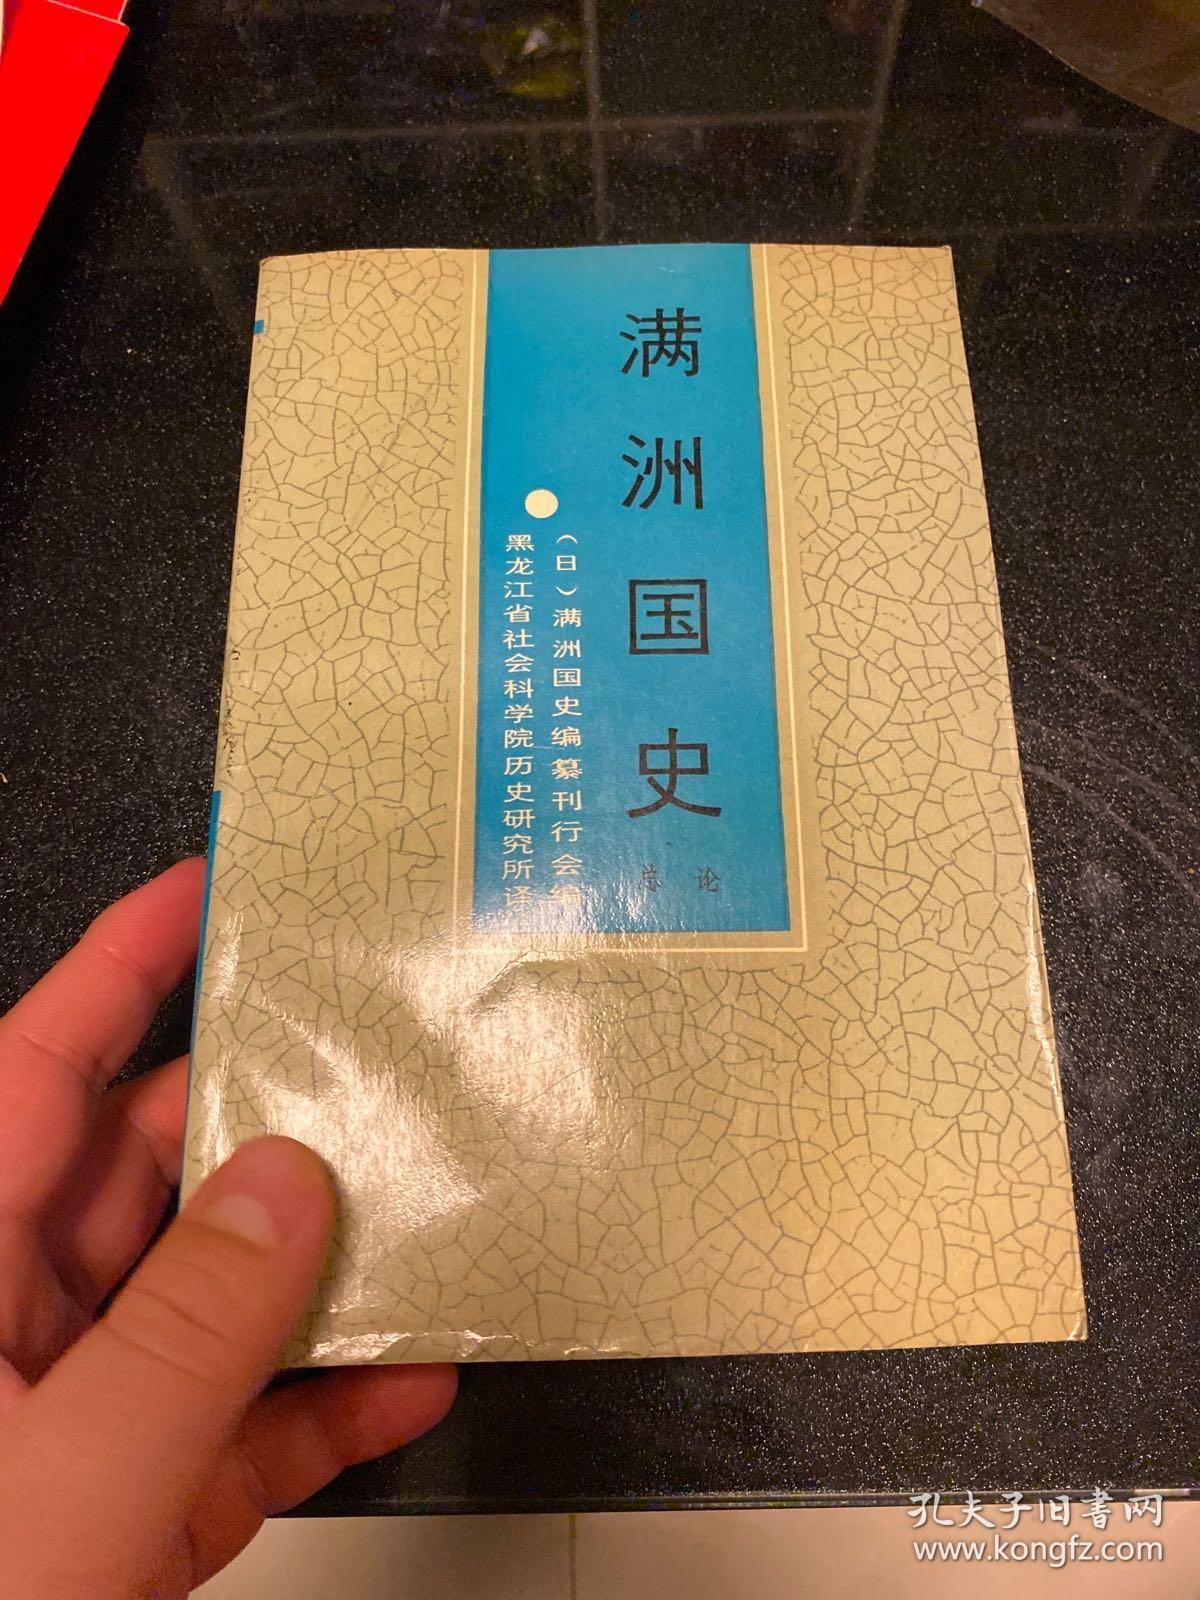 满洲国史
总论
（日）满洲国史编纂刊行会编
黑龙江省社会科学院历史研究所译
孔夫子旧书网
www.kongfz.com